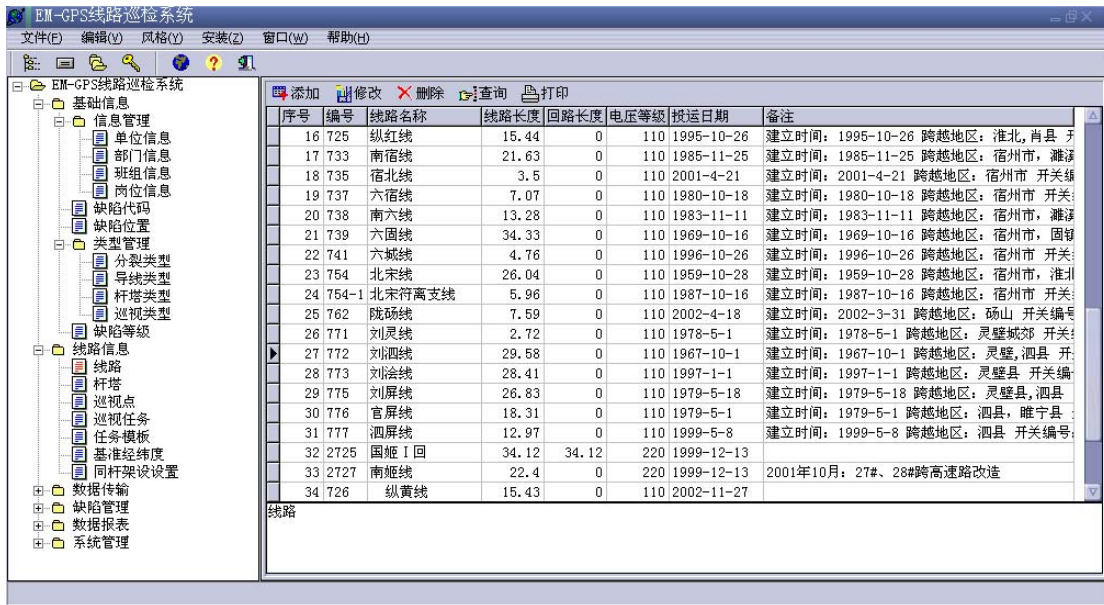 EM-GPS线路巡检系统
文件(F) 编辑(V) 风格(Y) 安装(Z) 窗口(W) 帮助(H)
EM-GPS线路巡检系统
基础信息
信息管理
单位信息
部门信息
班组信息
岗位信息
缺陷代码
缺陷位置
类型管理
分裂类型
导线类型
杆塔类型
巡视类型
缺陷等级
线路信息
线路
杆塔
巡视点
巡视任务
任务模板
基准经纬度
同杆架设设置
数据传输
缺陷管理
数据报表
系统管理
添加 修改 删除 查询 打印
序号 编号 线路名称 线路长度 回路长度 电压等级 投运日期 备注
16 725 纵红线 15.44 0 110 1995-10-26 建立时间: 1995-10-26 跨越地区: 淮北,肖县
17 733 南宿线 21.63 0 110 1985-11-25 建立时间: 1985-11-25 跨越地区: 宿州市, 濉溪
18 735 宿北线 3.5 0 110 2001-4-21 建立时间: 2001-4-21 跨越地区: 宿州市 开关编
19 737 六宿线 7.07 0 110 1980-10-18 建立时间: 1980-10-18 跨越地区: 宿州市 开关
20 738 南六线 13.28 0 110 1983-11-11 建立时间: 1983-11-11 跨越地区: 宿州市, 濉溪
21 739 六固线 34.33 0 110 1969-10-16 建立时间: 1969-10-16 跨越地区: 宿州市, 固镇
22 741 六城线 4.76 0 110 1996-10-26 建立时间: 1996-10-26 跨越地区: 宿州市 开关
23 754 北宋线 26.04 0 110 1959-10-28 建立时间: 1959-10-28 跨越地区: 宿州市, 淮北
24 754-1 北宋符离支线 5.96 0 110 1987-10-16 建立时间: 1987-10-16 跨越地区: 宿州市 开关
25 762 陇砀线 7.59 0 110 2002-4-18 建立时间: 2002-3-31 跨越地区: 砀山 开关编号
26 771 刘灵线 2.72 0 110 1978-5-1 建立时间: 1978-5-1 跨越地区: 灵璧城郊 开关
27 772 刘泗线 29.58 0 110 1967-10-1 建立时间: 1967-10-1 跨越地区: 灵璧,泗县 开
28 773 刘浍线 28.41 0 110 1997-1-1 建立时间: 1997-1-1 跨越地区: 灵璧县 开关编
29 775 刘屏线 26.83 0 110 1979-5-18 建立时间: 1979-5-18 跨越地区: 灵璧县,泗县
30 776 官屏线 18.31 0 110 1979-5-1 建立时间: 1979-5-1 跨越地区: 泗县, 睢宁县
31 777 泗屏线 12.97 0 110 1999-5-8 建立时间: 1999-5-8 跨越地区: 泗县 开关编号
32 2725 国姬Ⅰ回 34.12 34.12 220 1999-12-13
33 2727 南姬线 22.4 0 220 1999-12-13 2001年10月: 27#、28#跨高速路改造
34 726 纵黄线 15.43 0 110 2002-11-27
线路